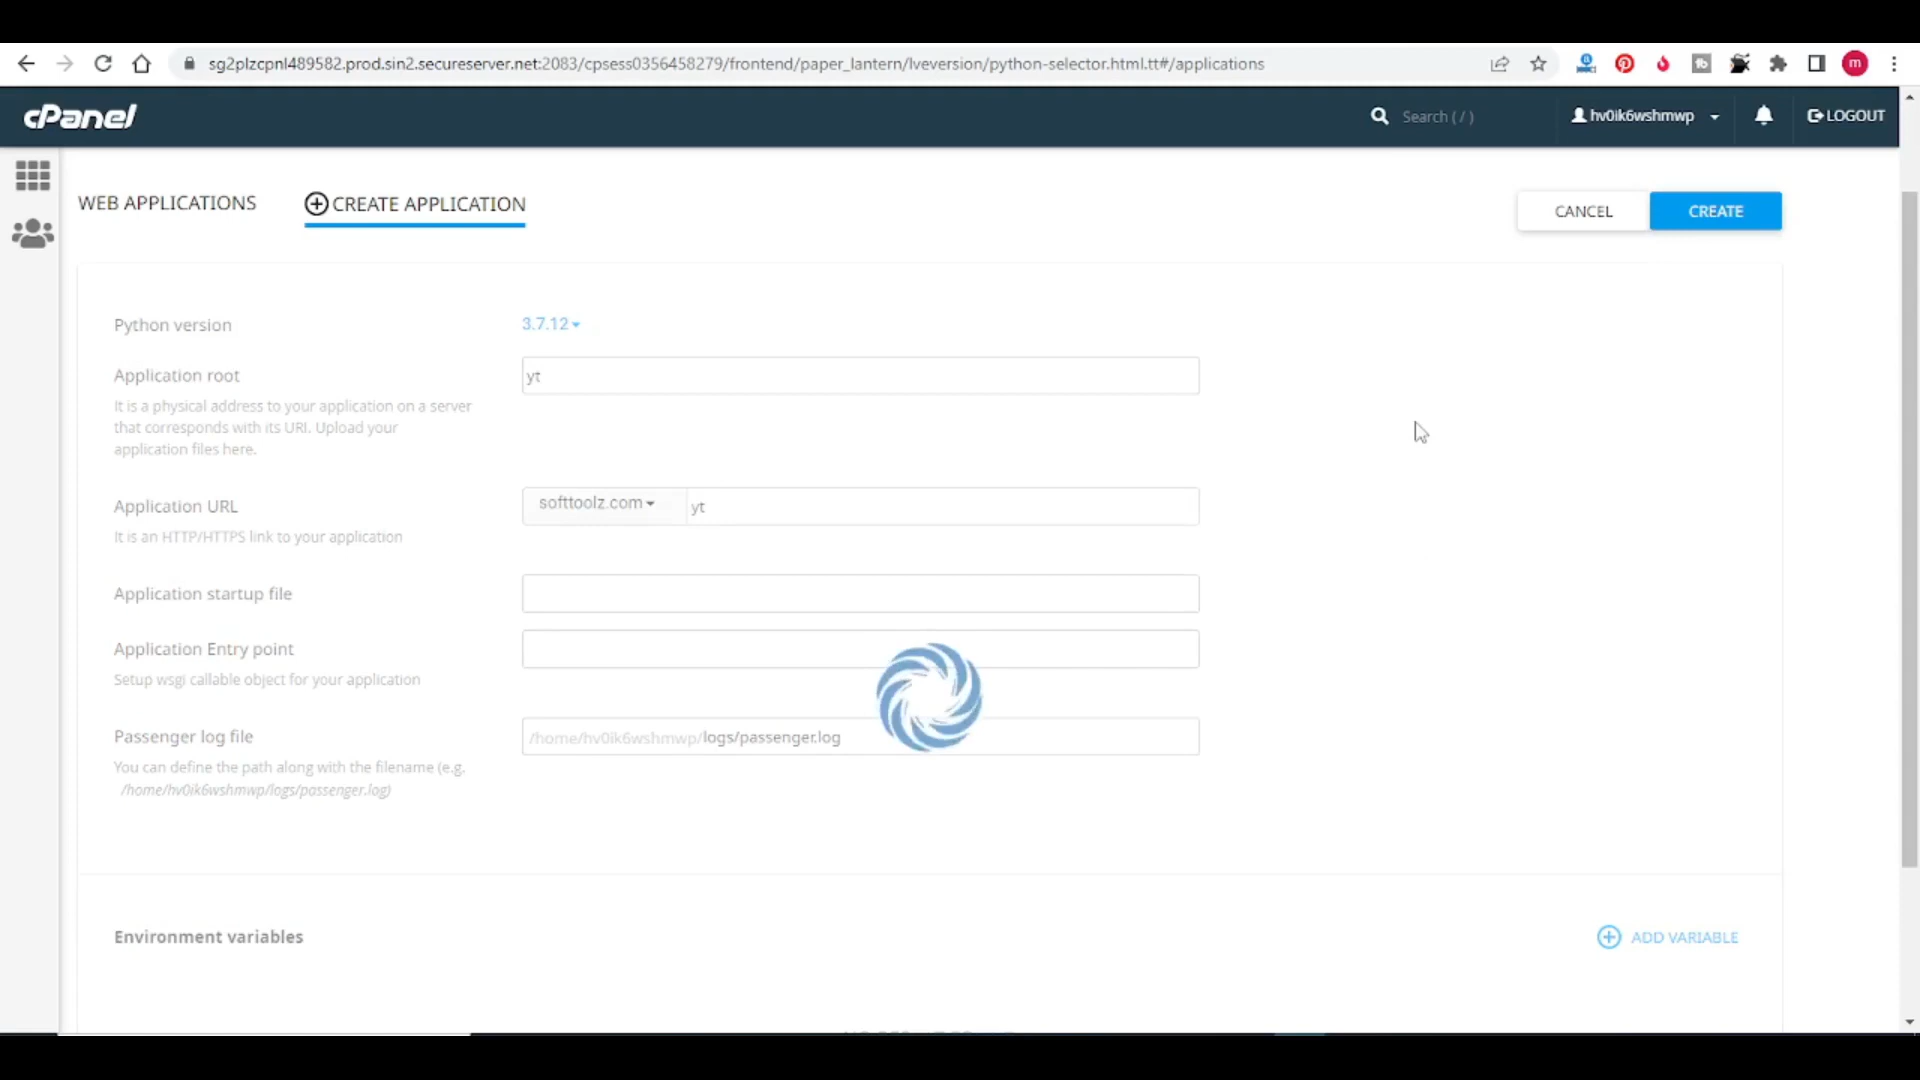 sg2plzcpnl489582.prod.sin2.secureserver.net:2083/cpsess0356458279/frontend/paper_lantern/lveversion/python-selector.html.tt#/applications
m
cPanel
Search ( / )
hv0ik6wshmwp
LOGOUT
WEB APPLICATIONS
CREATE APPLICATION
CANCEL
CREATE
Python version
3.7.12
Application root
yt
It is a physical address to your application on a server
that corresponds with its URI. Upload your
application files here.
Application URL
softtoolz.com
yt
It is an HTTP/HTTPS link to your application
Application startup file
Application Entry point
Setup wsgi callable object for your application
Passenger log file
/home/hv0ik6wshmwp/logs/passenger.log
You can define the path along with the filename (e.g.
/home/hv0ik6wshmwp/logs/passenger.log)
Environment variables
ADD VARIABLE